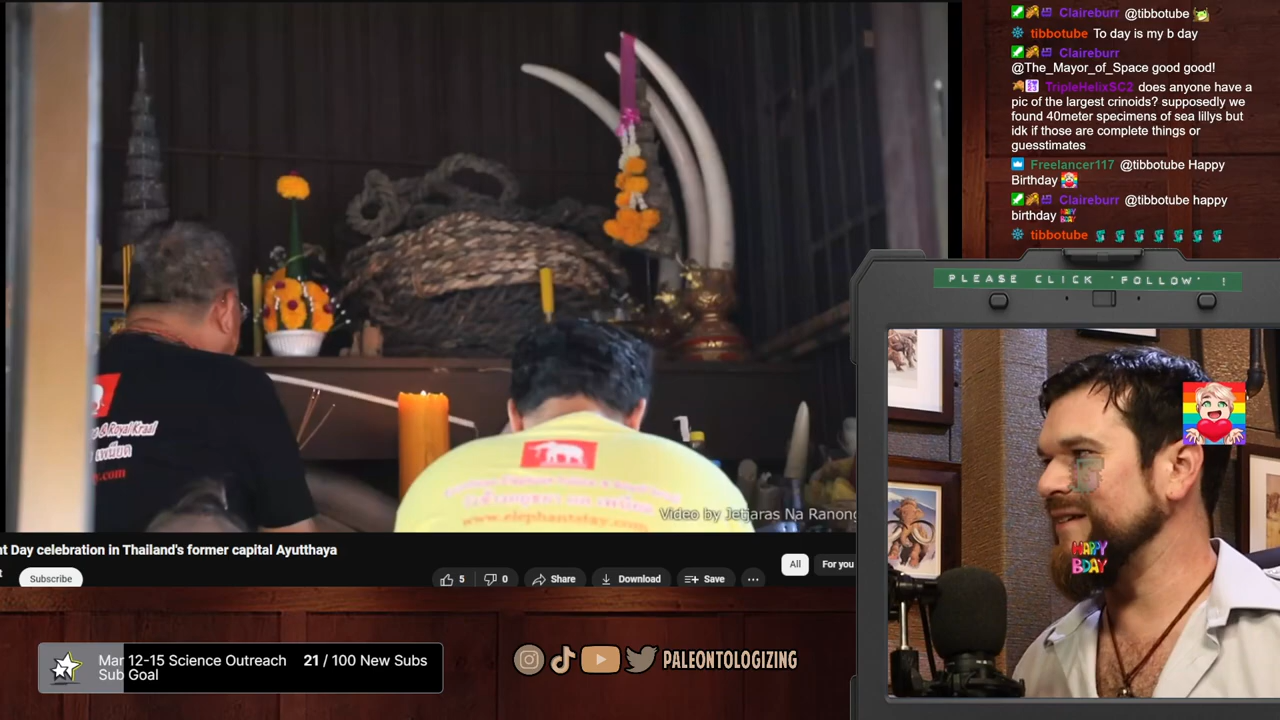 Claireburr @tibbotube
tibbotube To day is my b day
Claireburr
@The_Mayor_of_Space good good!
TripleHelixSC2 does anyone have a
pic of the largest crinoids? supposedly we
found 40meter specimens of sea lillys but
idk if those are complete things or
guesstimates
Freelancer117 @tibbotube Happy
Birthday
Claireburr @tibbotube happy
birthday
tibbotube
PLEASE CLICK 'FOLLOW' !
& Royal Kraal
Video by Jetjaras Na Ranong
t Day celebration in Thailand's former capital Ayutthaya
Subscribe
5
0
Share
Download
Save
All
For you
HAPPY
BDAY
Mar 12-15 Science Outreach
Sub Goal
21 / 100 New Subs
PALEONTOLOGIZING